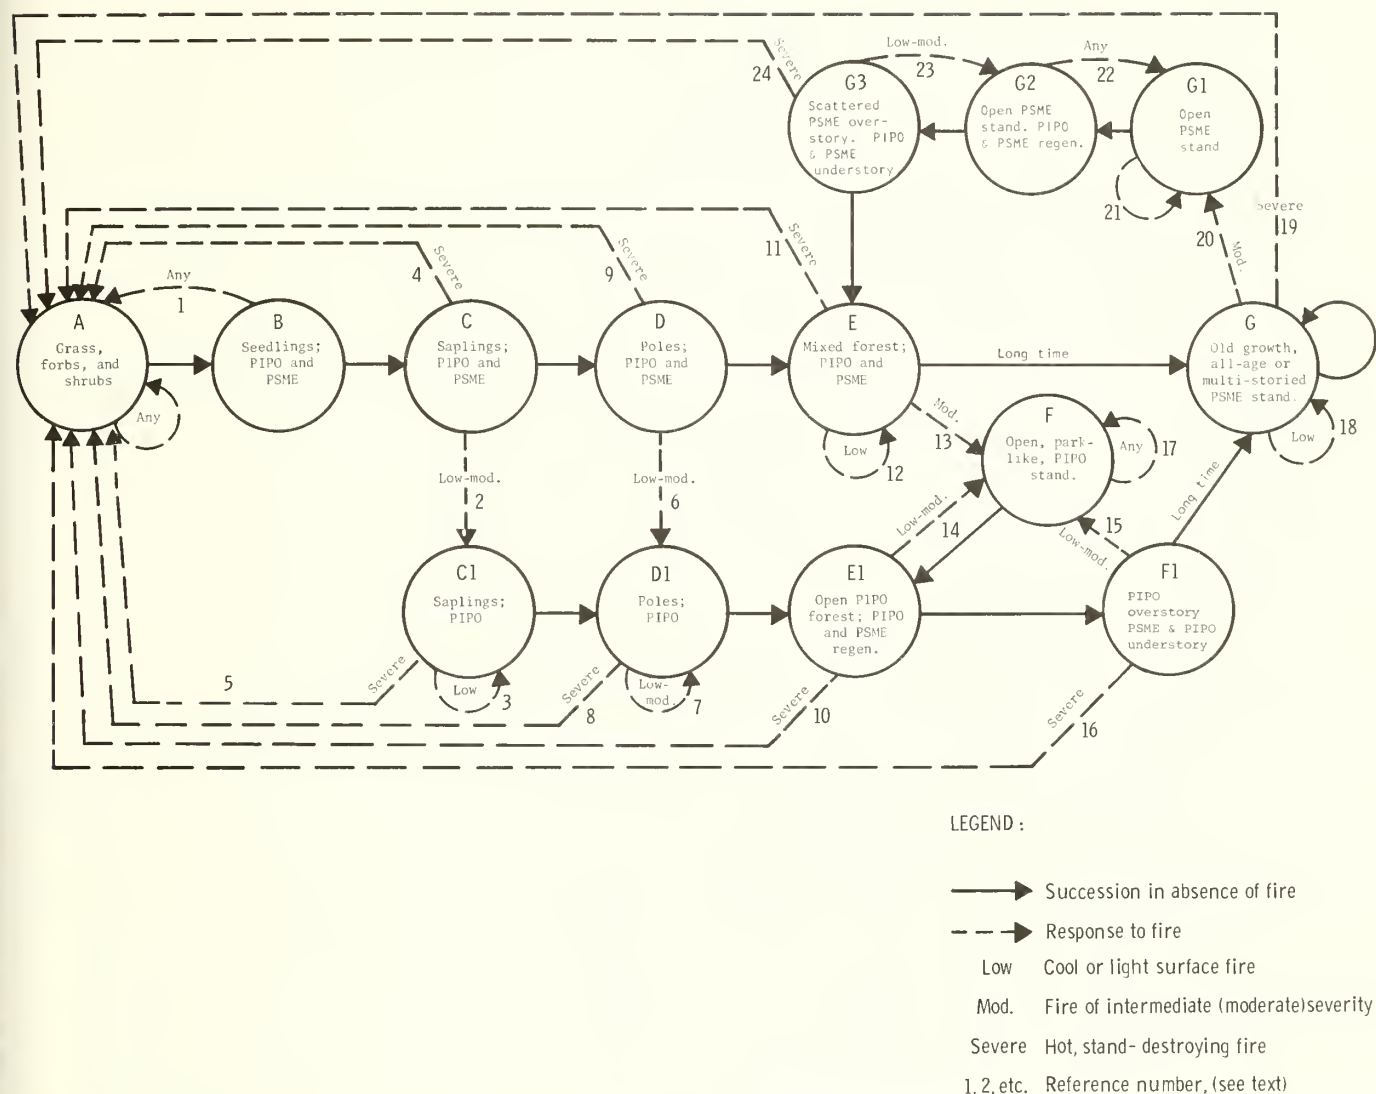 Severe
24
Low-mod.
23
Any
22
G3
Scattered
PSME over-
story. PIPO
& PSME
understory
G2
Open PSME
stand. PIPO
& PSME regen.
G1
Open
PSME
stand
21
20
Mod.
Severe
19
Severe
4
Severe
9
Severe
11
Any
1
A
Grass,
forbs, and
shrubs
Any
B
Seedlings;
PIPO and
PSME
C
Saplings;
PIPO and
PSME
D
Poles;
PIPO and
PSME
E
Mixed forest;
PIPO and
PSME
Long time
G
Old growth,
all-age or
multi-storied
PSME stand.
Low
12
Mod.
13
F
Open, park-
like, PIPO
stand.
Any
17
Low
18
Low-mod.
2
Low-mod.
6
Low-mod.
14
Low-mod.
15
Long time
C1
Saplings;
PIPO
D1
Poles;
PIPO
E1
Open PIPO
forest; PIPO
and PSME
regen.
F1
PIPO
overstory
PSME & PIPO
understory
5
Severe
Low
3
Severe
8
Low-
mod.
7
Severe
10
Severe
16
LEGEND :
Succession in absence of fire
Response to fire
Low Cool or light surface fire
Mod. Fire of intermediate (moderate)severity
Severe Hot, stand- destroying fire
1, 2, etc. Reference number, (see text)